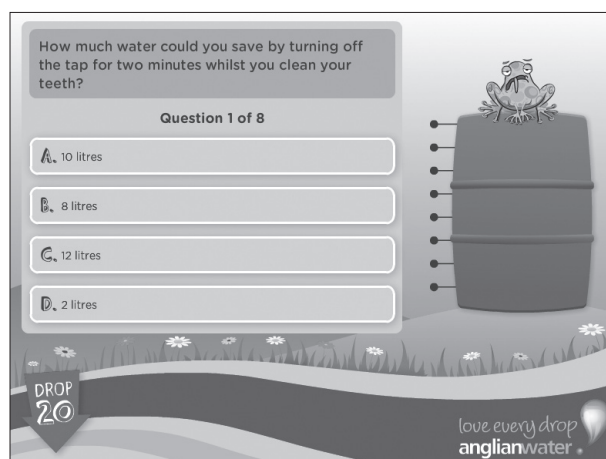 How much water could you save by turning off
the tap for two minutes whilst you clean your
teeth?
Question 1 of 8
A. 10 litres
B. 8 litres
C. 12 litres
D. 2 litres
DROP
20
love every drop
anglianwater.